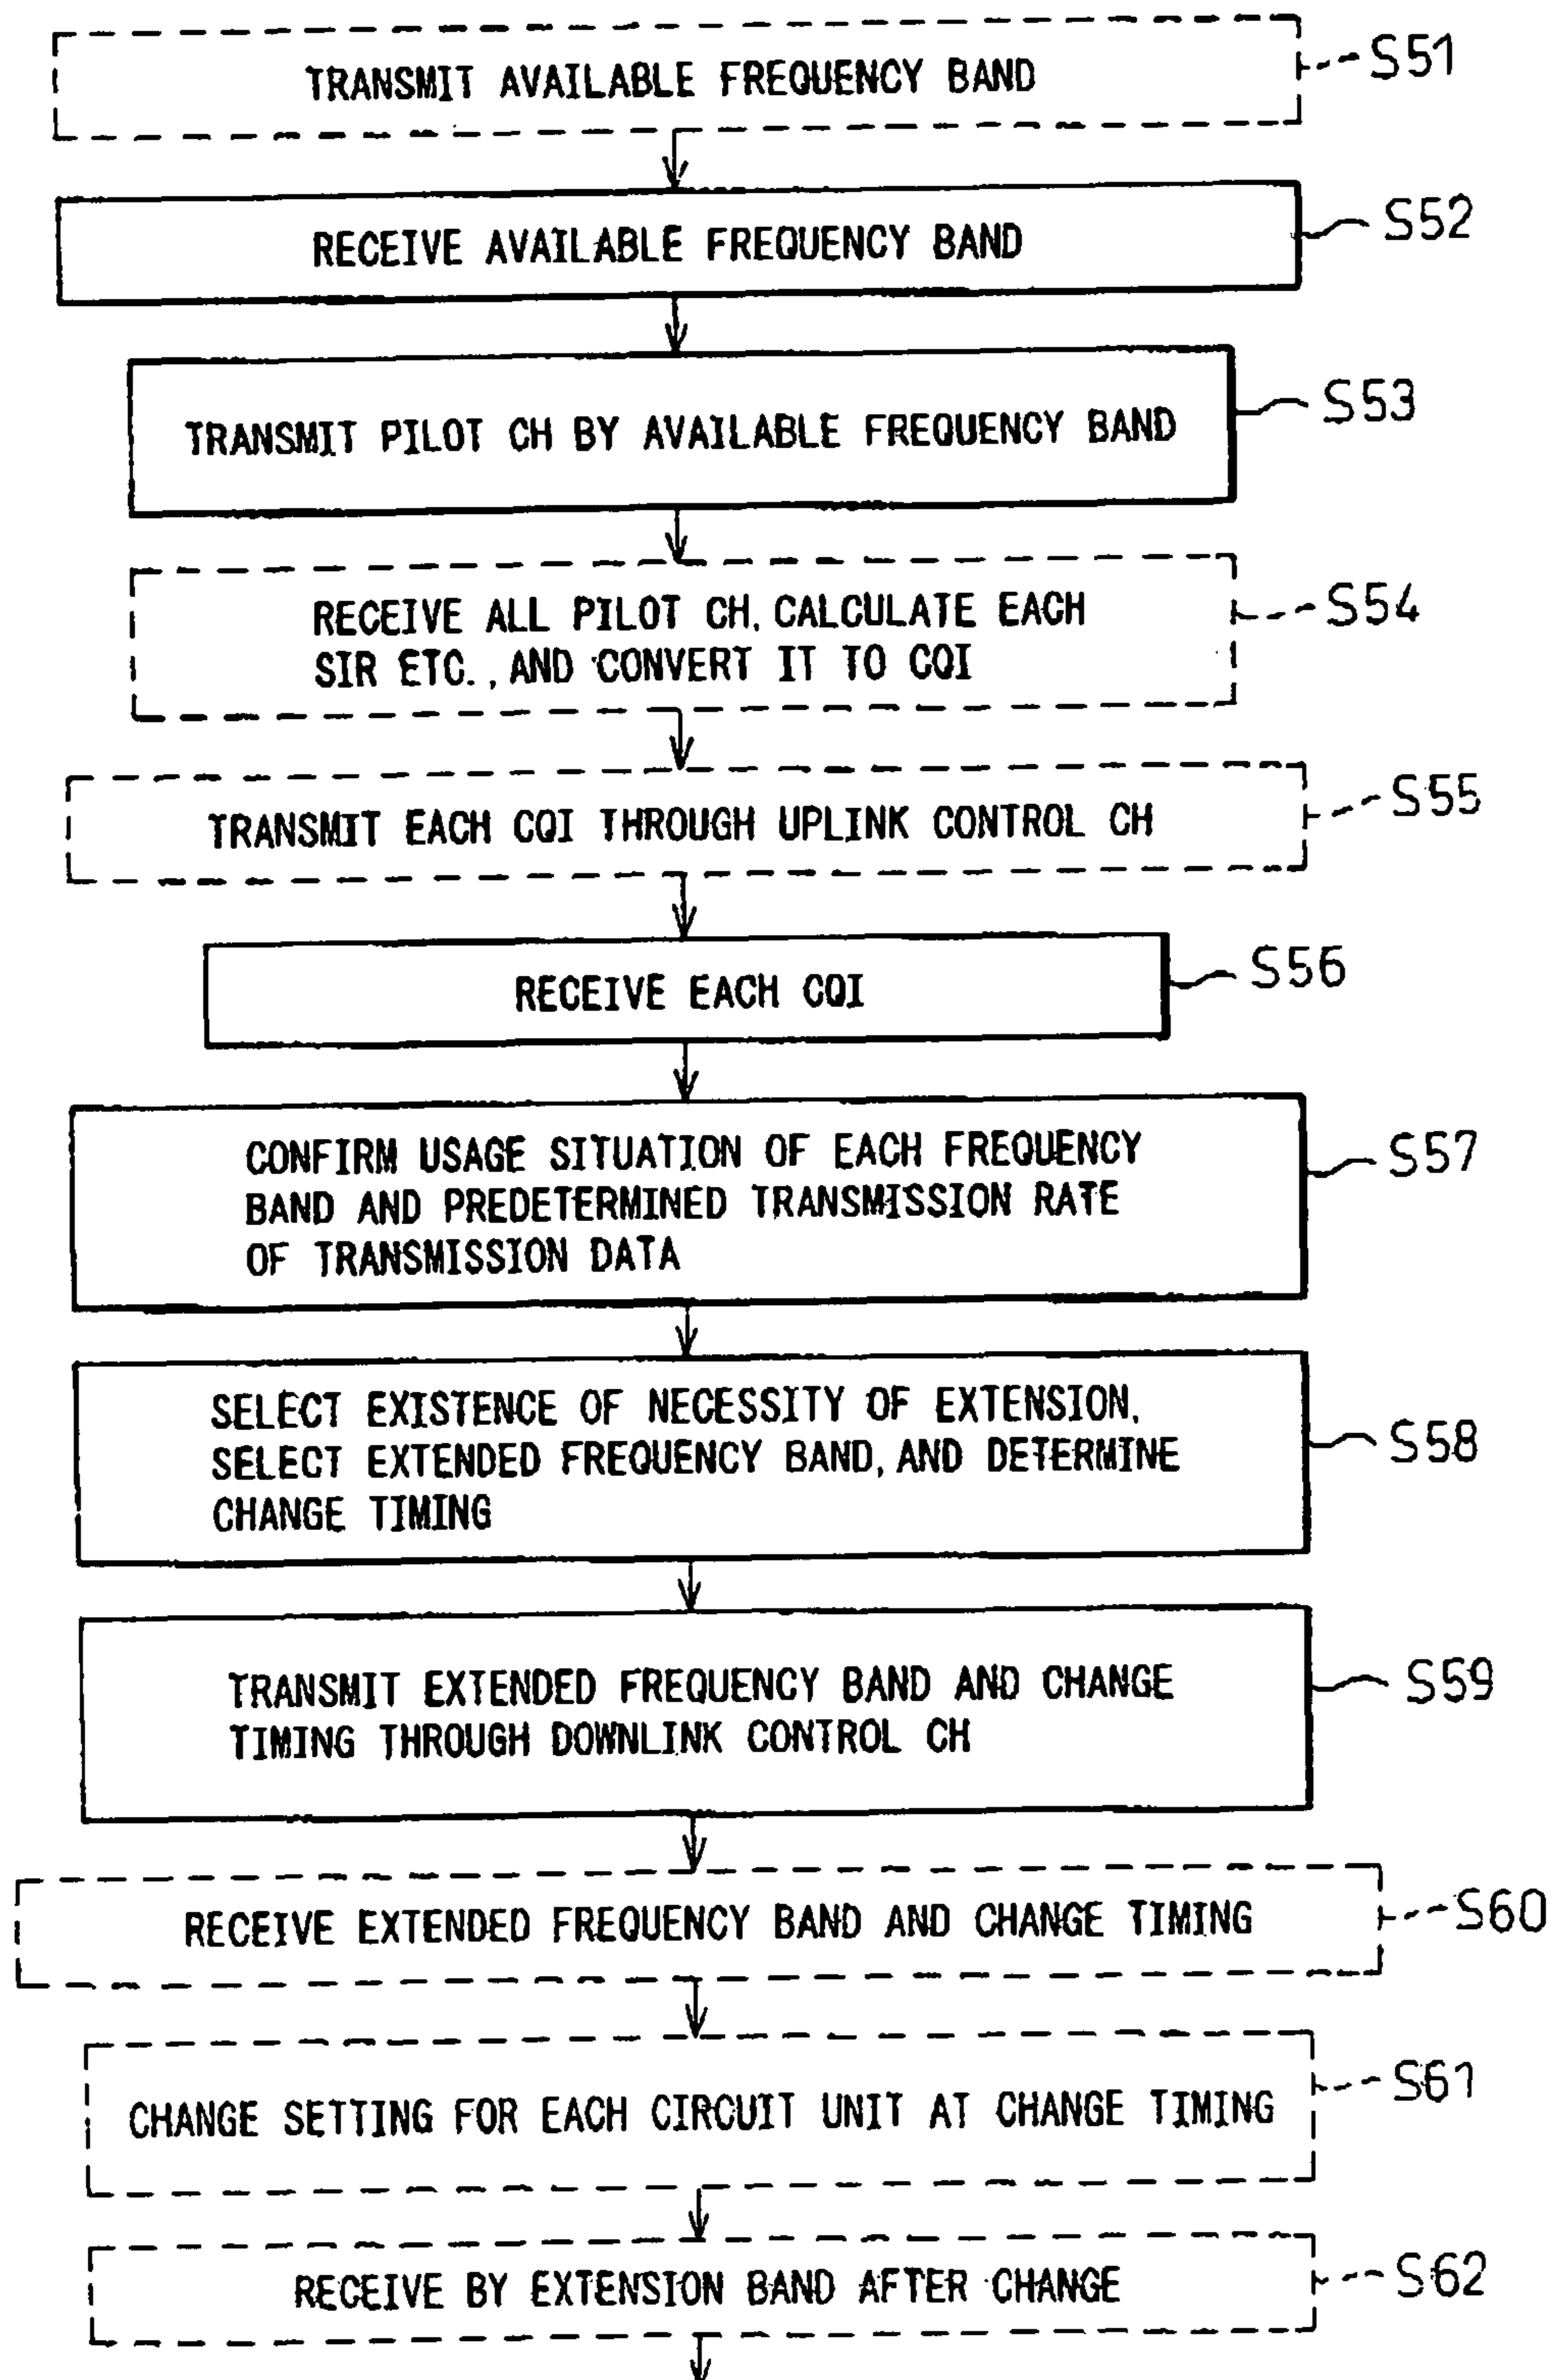 TRANSMIT AVAILABLE FREQUENCY BAND
S51
RECEIVE AVAILABLE FREQUENCY BAND
S52
TRANSMIT PILOT CH BY AVAILABLE FREQUENCY BAND
S53
RECEIVE ALL PILOT CH, CALCULATE EACH
SIR ETC., AND CONVERT IT TO CQI
S54
TRANSMIT EACH CQI THROUGH UPLINK CONTROL CH
S55
RECEIVE EACH CQI
S56
CONFIRM USAGE SITUATION OF EACH FREQUENCY
BAND AND PREDETERMINED TRANSMISSION RATE
OF TRANSMISSION DATA
S57
SELECT EXISTENCE OF NECESSITY OF EXTENSION,
SELECT EXTENDED FREQUENCY BAND, AND DETERMINE
CHANGE TIMING
S58
TRANSMIT EXTENDED FREQUENCY BAND AND CHANGE
TIMING THROUGH DOWNLINK CONTROL CH
S59
RECEIVE EXTENDED FREQUENCY BAND AND CHANGE TIMING
S60
CHANGE SETTING FOR EACH CIRCUIT UNIT AT CHANGE TIMING
S61
RECEIVE BY EXTENSION BAND AFTER CHANGE
S62